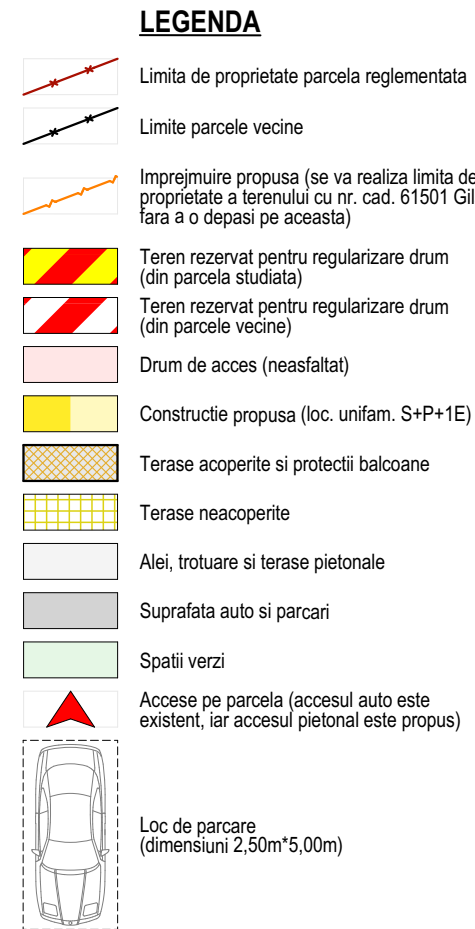 LEGENDA
Limita de proprietate parcela reglementata
Limite parcele vecine
Imprejmuire propusa (se va realiza limita de
proprietate a terenului cu nr. cad. 61501 Gil
fara a o depasi pe aceasta)
Teren rezervat pentru regularizare drum
(din parcela studiata)
Teren rezervat pentru regularizare drum
(din parcele vecine)
Drum de acces (neasfaltat)
Constructie propusa (loc. unifam. S+P+1E)
Terase acoperite si protectii balcoane
Terase neacoperite
Alei, trotuare si terase pietonale
Suprafata auto si parcari
Spatii verzi
Accese pe parcela (accesul auto este
existent, iar accesul pietonal este propus)
Loc de parcare
(dimensiuni 2,50m*5,00m)